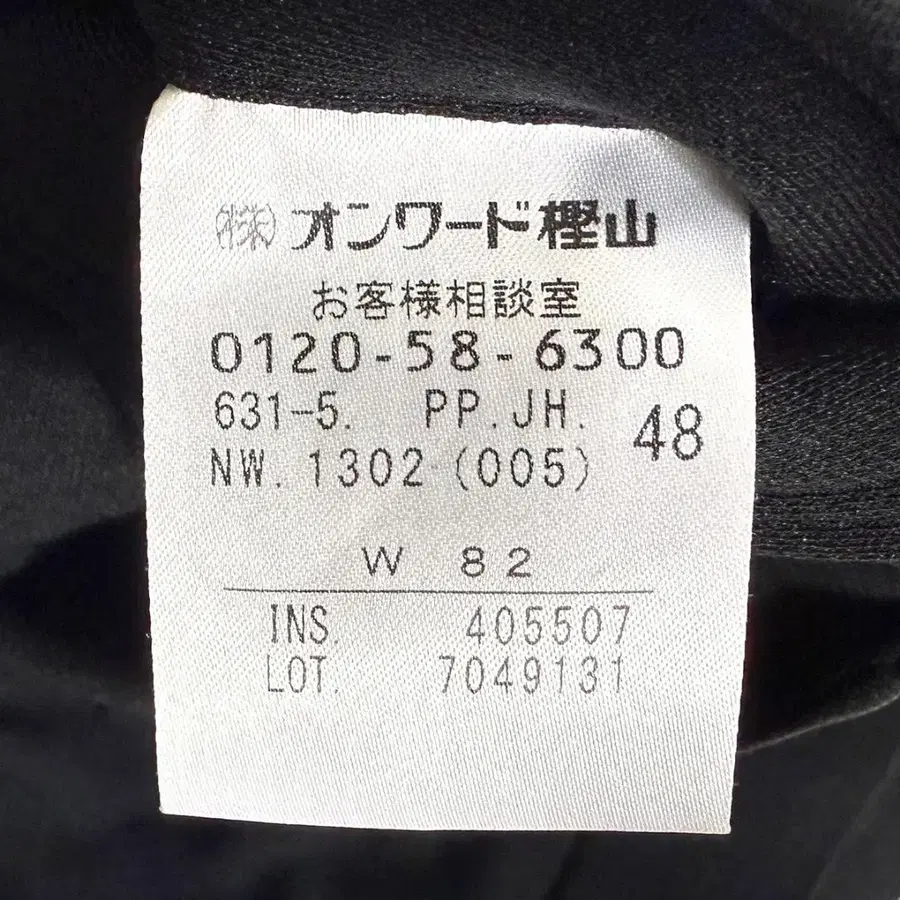 ㈱ オンワード樫山
お客様相談室
0120-58-6300
631-5. PP.JH. 48
NW. 1302 (005)
W 82
INS. 405507
LOT. 7049131